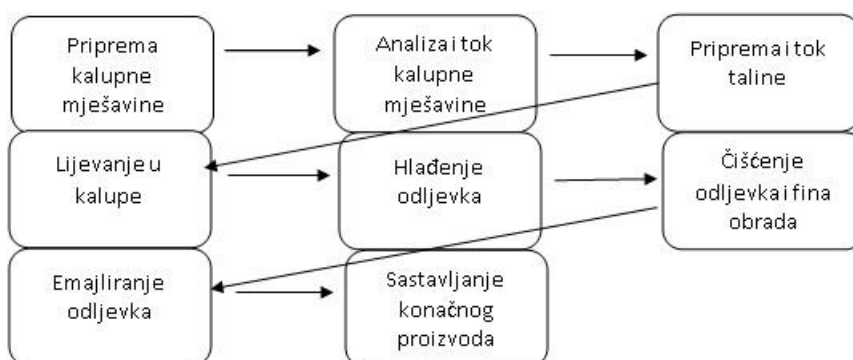 Priprema
kalupne
mješavine
Analiza i tok
kalupne
mješavine
Priprema i tok
taline
Lijevanje u
kalupe
Hlađenje
odljevka
Čišćenje
odljevka i fina
obrada
Emajliranje
odljevka
Sastavljanje
konačnog
proizvoda